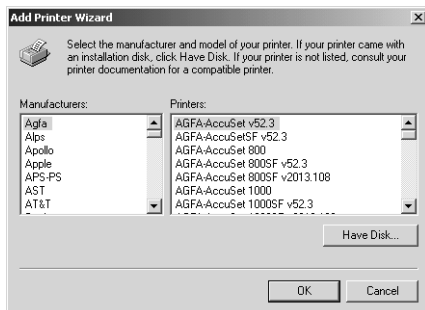 Add Printer Wizard
Select the manufacturer and model of your printer. If your printer came with
an installation disk, click Have Disk. If your printer is not listed, consult your
printer documentation for a compatible printer.
Manufacturers:
Agfa
Alps
Apollo
Apple
APS-PS
AST
AT&T
Printers:
AGFA-AccuSet v52.3
AGFA-AccuSetSF v52.3
AGFA-AccuSet 800
AGFA-AccuSet 800SF v52.3
AGFA-AccuSet 800SF v2013.108
AGFA-AccuSet 1000
AGFA-AccuSet 1000SF v52.3
Have Disk...
OK
Cancel